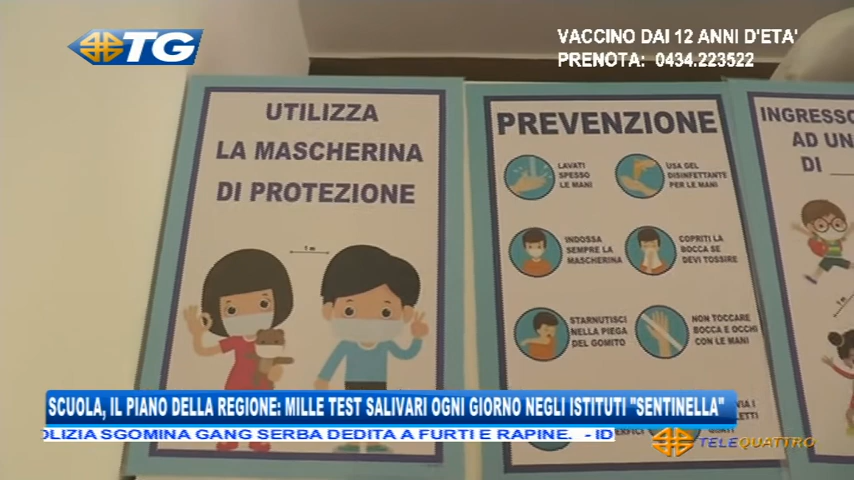 TG
VACCINO DAI 12 ANNI D'ETA'
PRENOTA: 0434.223522
UTILIZZA
LA MASCHERINA
DI PROTEZIONE
1 m
PREVENZIONE
LAVATI
SPESSO
LE MANI
USA GEL
DISINFETTANTE
PER LE MANI
INDOSSA
SEMPRE LA
MASCHERINA
COPRITI LA
BOCCA SE
DEVI TOSSIRE
STARNUTISCI
NELLA PIEGA
DEL GOMITO
NON TOCCARE
BOCCA E OCCHI
CON LE MANI
INGRESSO
AD UN
DI
SCUOLA, IL PIANO DELLA REGIONE: MILLE TEST SALIVARI OGNI GIORNO NEGLI ISTITUTI "SENTINELLA"
OLIZIA SGOMINA GANG SERBA DEDITA A FURTI E RAPINE. - ID
TELEQUATTRO